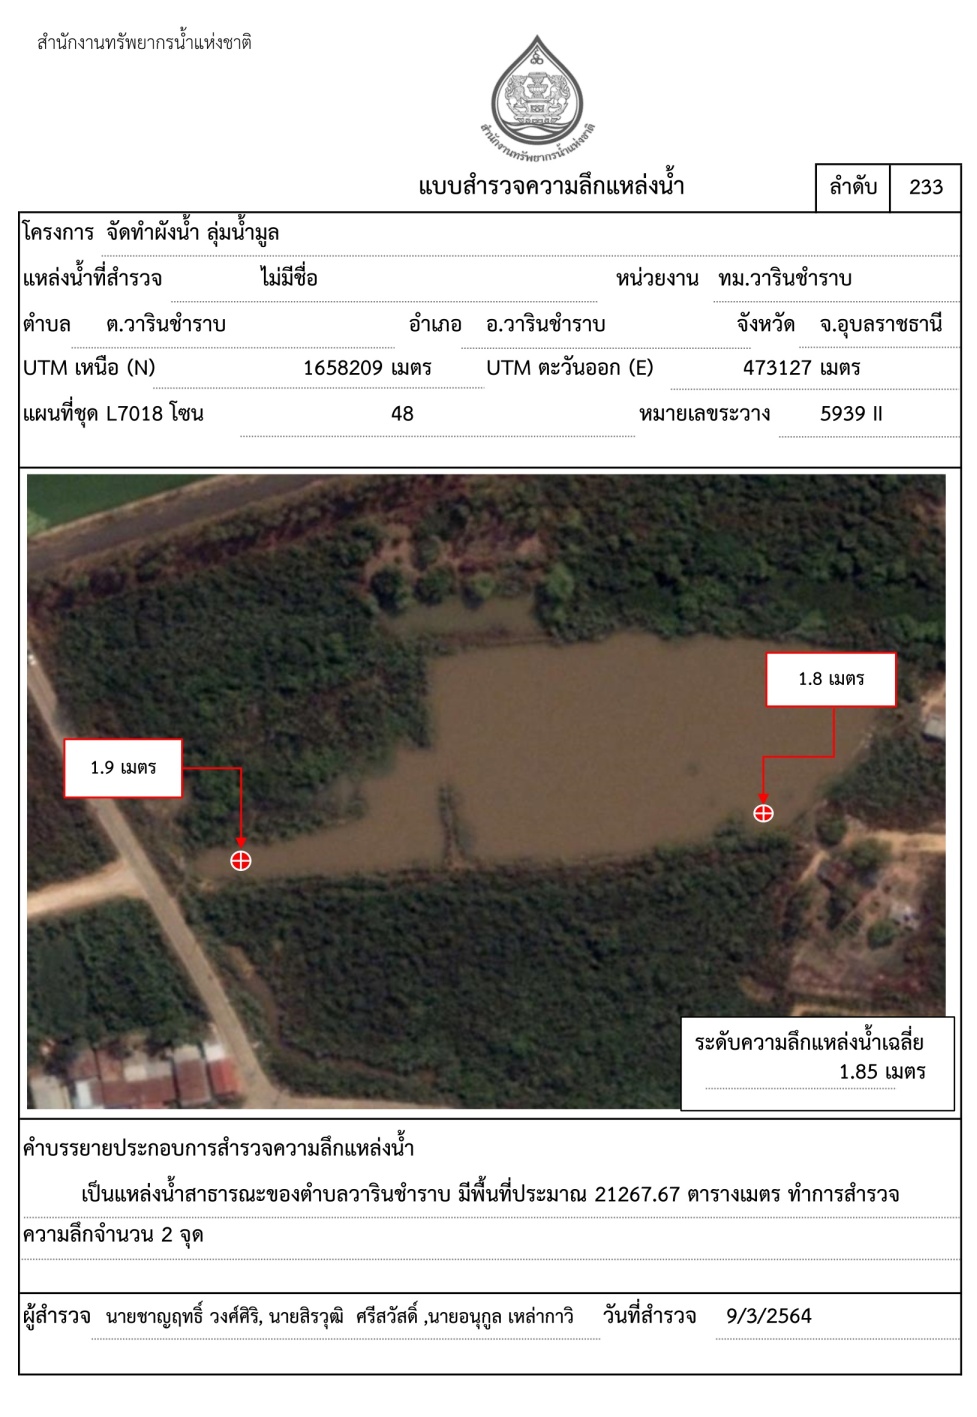 สำนักงานทรัพยากรน้ำแห่งชาติ
สำนักงานทรัพยากรน้ำแห่งชาติ
แบบสำรวจความลึกแหล่งน้ำ
ลำดับ 233
โครงการ จัดทำผังน้ำ ลุ่มน้ำมูล
แหล่งน้ำที่สำรวจ ไม่มีชื่อ หน่วยงาน ทม.วารินชำราบ
ตำบล ต.วารินชำราบ อำเภอ อ.วารินชำราบ จังหวัด จ.อุบลราชธานี
UTM เหนือ (N) 1658209 เมตร UTM ตะวันออก (E) 473127 เมตร
แผนที่ชุด L7018 โซน 48 หมายเลขระวาง 5939 II
1.8 เมตร
1.9 เมตร
ระดับความลึกแหล่งน้ำเฉลี่ย
1.85 เมตร
คำบรรยายประกอบการสำรวจความลึกแหล่งน้ำ
เป็นแหล่งน้ำสาธารณะของตำบลวารินชำราบ มีพื้นที่ประมาณ 21267.67 ตารางเมตร ทำการสำรวจ
ความลึกจำนวน 2 จุด
ผู้สำรวจ นายชาญฤทธิ์ วงศ์ศิริ, นายสิรวุฒิ ศรีสวัสดิ์ ,นายอนุกูล เหล่ากาวี วันที่สำรวจ 9/3/2564